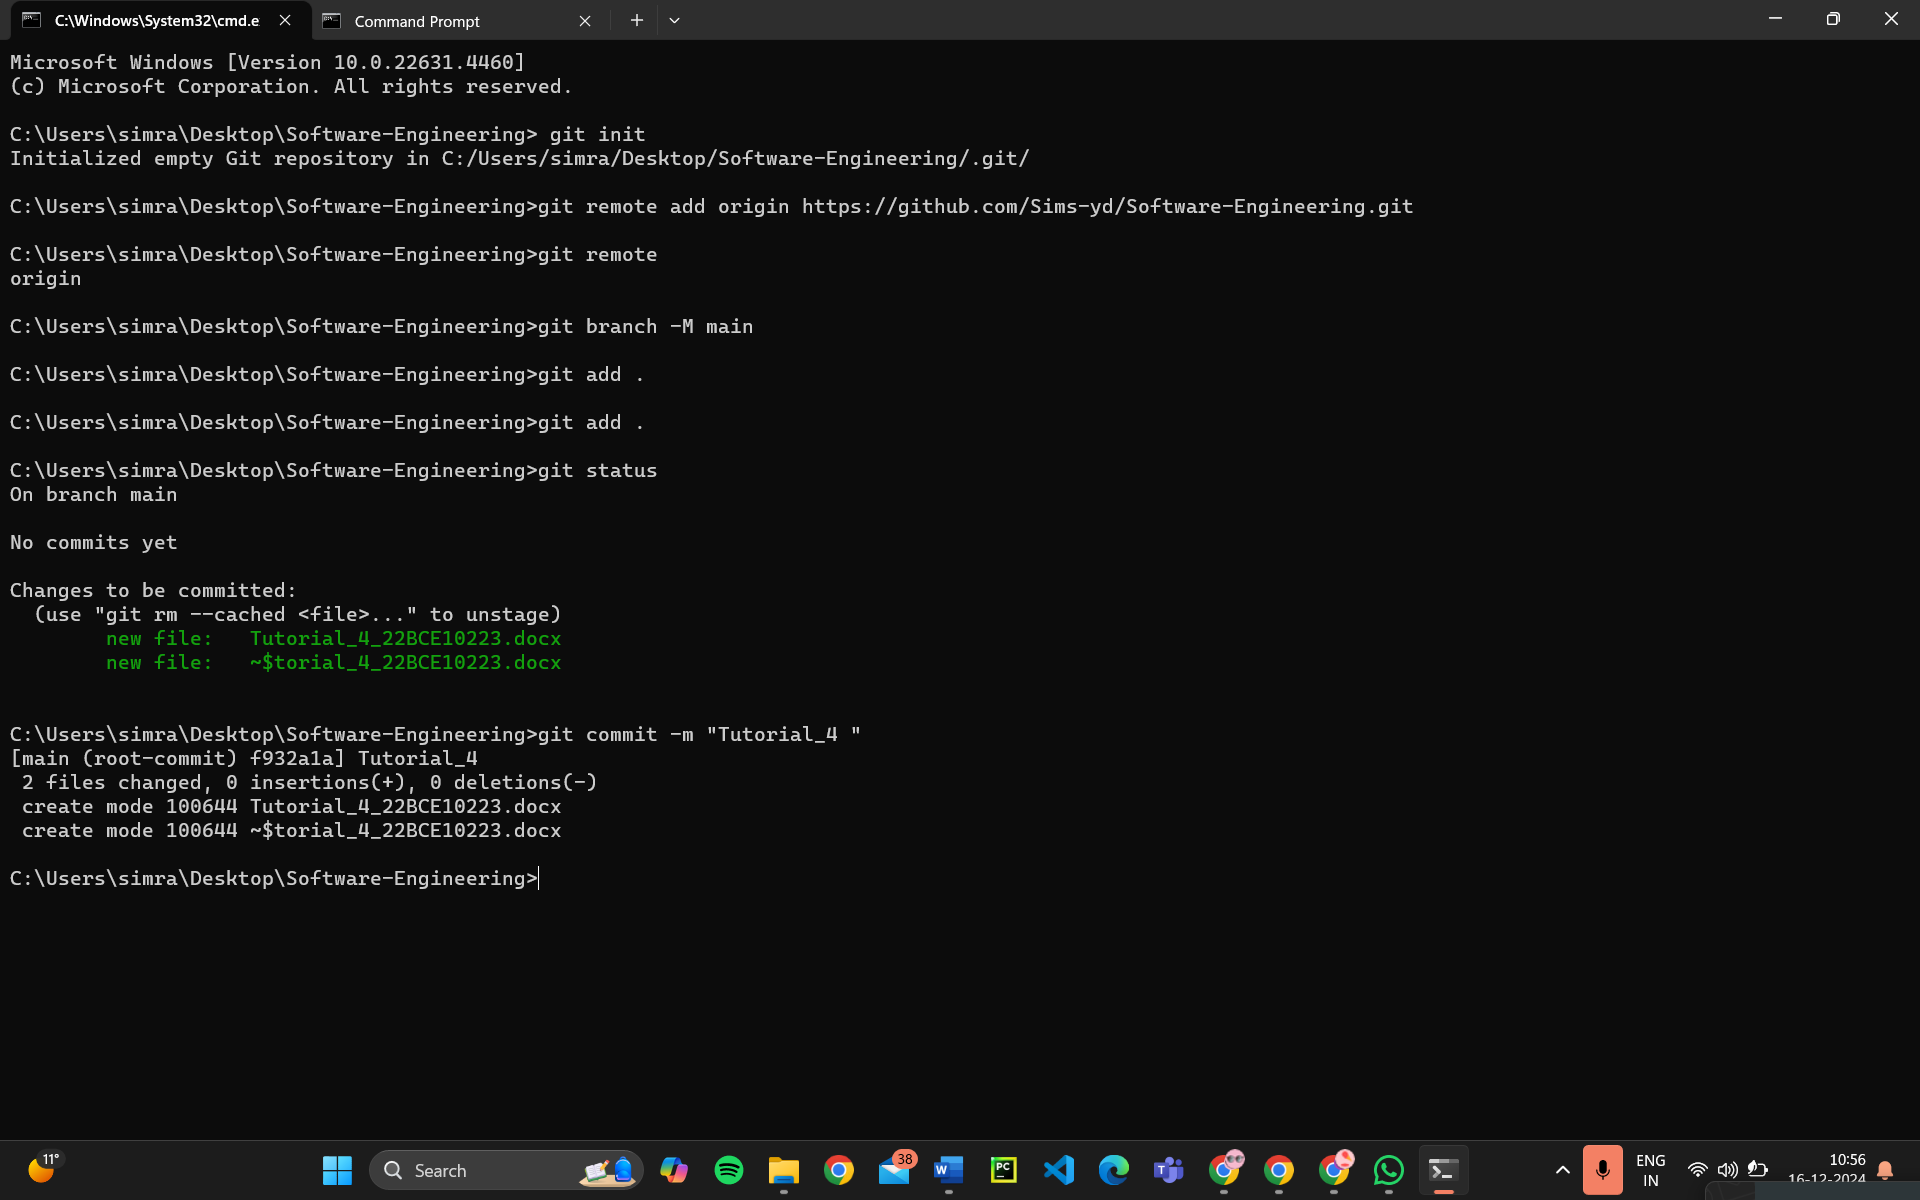 C:\Windows\System32\cmd.e
Command Prompt
Microsoft Windows [Version 10.0.22631.4460]
(c) Microsoft Corporation. All rights reserved.
C:\Users\simra\Desktop\Software-Engineering> git init
Initialized empty Git repository in C:/Users/simra/Desktop/Software-Engineering/.git/
C:\Users\simra\Desktop\Software-Engineering>git remote add origin https://github.com/Sims-yd/Software-Engineering.git
C:\Users\simra\Desktop\Software-Engineering>git remote
origin
C:\Users\simra\Desktop\Software-Engineering>git branch -M main
C:\Users\simra\Desktop\Software-Engineering>git add .
C:\Users\simra\Desktop\Software-Engineering>git add .
C:\Users\simra\Desktop\Software-Engineering>git status
On branch main
No commits yet
Changes to be committed:
  (use "git rm --cached <file>..." to unstage)
        new file:   Tutorial_4_22BCE10223.docx
        new file:   ~$torial_4_22BCE10223.docx
C:\Users\simra\Desktop\Software-Engineering>git commit -m "Tutorial_4 "
[main (root-commit) f932a1a] Tutorial_4
 2 files changed, 0 insertions(+), 0 deletions(-)
 create mode 100644 Tutorial_4_22BCE10223.docx
 create mode 100644 ~$torial_4_22BCE10223.docx
C:\Users\simra\Desktop\Software-Engineering>
11°
Search
38
W
PC
T
ENG
IN
10:56
16-12-2024